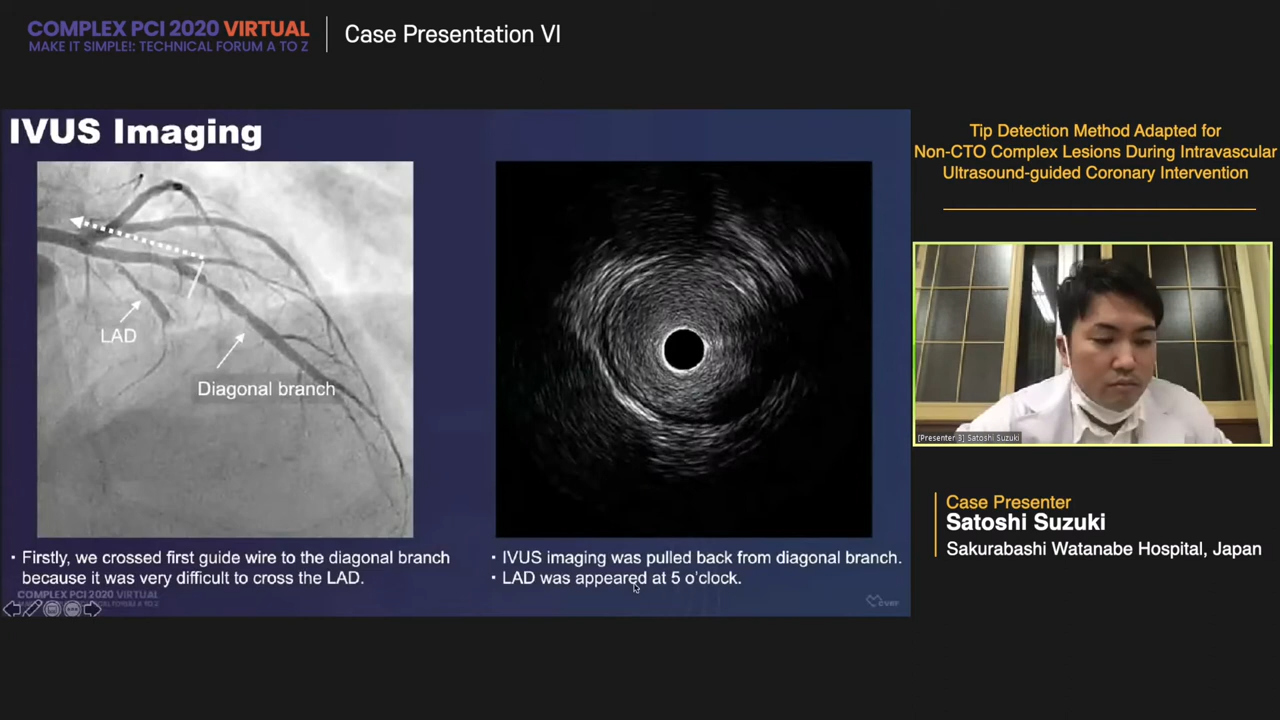 COMPLEX PCI 2020 VIRTUAL
MAKE IT SIMPLE!: TECHNICAL FORUM A TO Z
Case Presentation VI
IVUS Imaging
LAD
Diagonal branch
• Firstly, we crossed first guide wire to the diagonal branch
because it was very difficult to cross the LAD.
• IVUS imaging was pulled back from diagonal branch.
• LAD was appeared at 5 o'clock.
COMPLEX PCI 2020 VIRTUAL
Tip Detection Method Adapted for
Non-CTO Complex Lesions During Intravascular
Ultrasound-guided Coronary Intervention
[Presenter 3] Satoshi Suzuki
Case Presenter
Satoshi Suzuki
Sakurabashi Watanabe Hospital, Japan